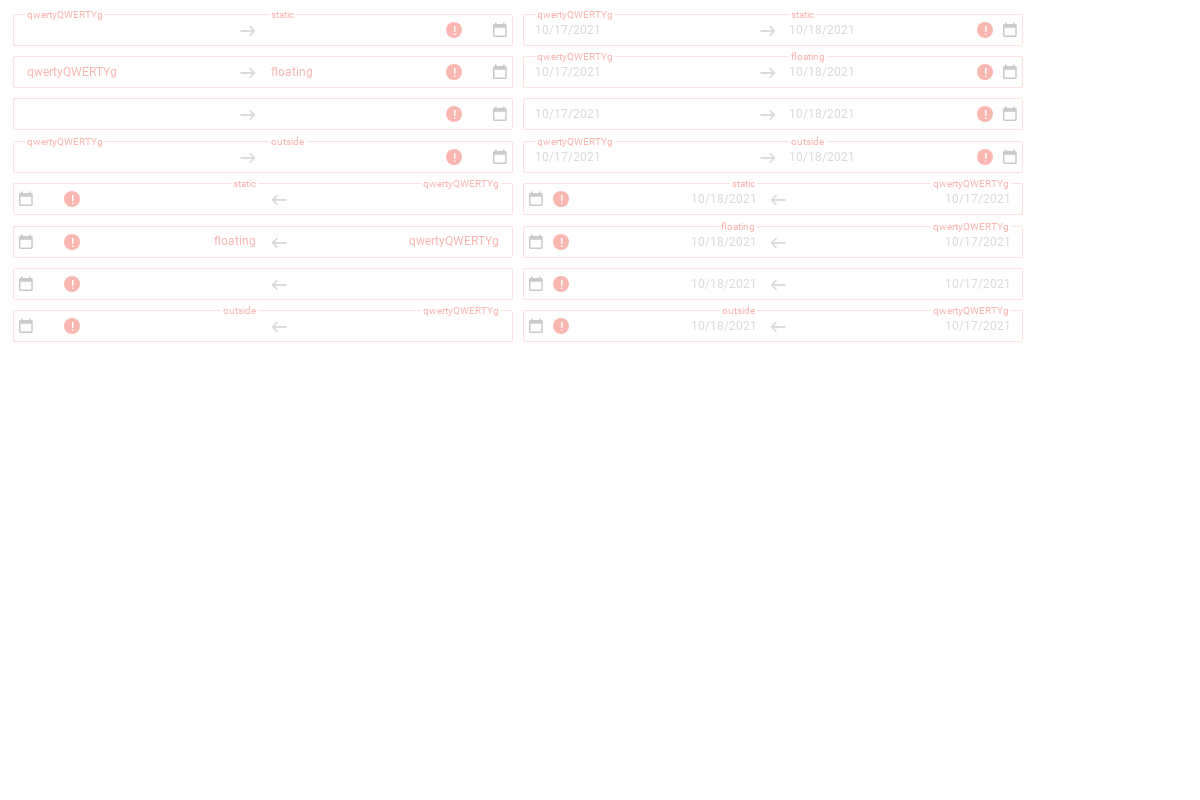 qwertyQWERTYg static qwertyQWERTYg static
10/17/2021 10/18/2021
qwertyQWERTYg floating
qwertyQWERTYg floating 10/17/2021 10/18/2021
10/17/2021 10/18/2021
qwertyQWERTYg outside qwertyQWERTYg outside
10/17/2021 10/18/2021
static qwertyQWERTYg static qwertyQWERTYg
10/18/2021 10/17/2021
floating qwertyQWERTYg
floating qwertyQWERTYg 10/18/2021 10/17/2021
10/18/2021 10/17/2021
outside qwertyQWERTYg outside qwertyQWERTYg
10/18/2021 10/17/2021